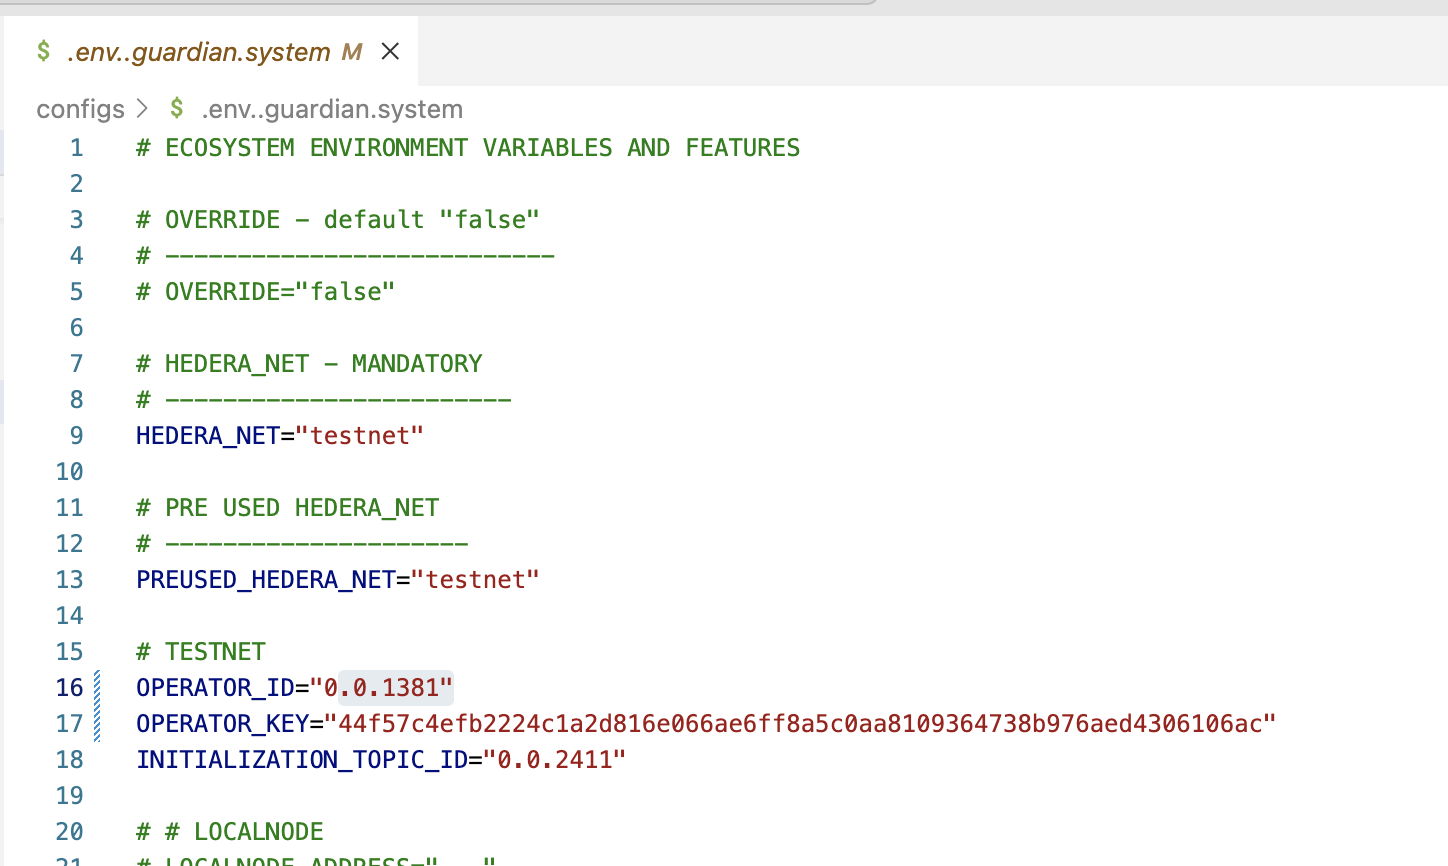 $ .env..guardian.system M ×
configs > $ .env..guardian.system
1 # ECOSYSTEM ENVIRONMENT VARIABLES AND FEATURES
2
3 # OVERRIDE - default "false"
4 # ---------------------------
5 # OVERRIDE="false"
6
7 # HEDERA_NET - MANDATORY
8 # ------------------------
9 HEDERA_NET="testnet"
10
11 # PRE USED HEDERA_NET
12 # ---------------------
13 PREUSED_HEDERA_NET="testnet"
14
15 # TESTNET
16 OPERATOR_ID="0.0.1381"
17 OPERATOR_KEY="44f57c4efb2224c1a2d816e066ae6ff8a5c0aa8109364738b976aed4306106ac"
18 INITIALIZATION_TOPIC_ID="0.0.2411"
19
20 # # LOCALNODE
21 # LOCALNODE_ADDRESS="..."